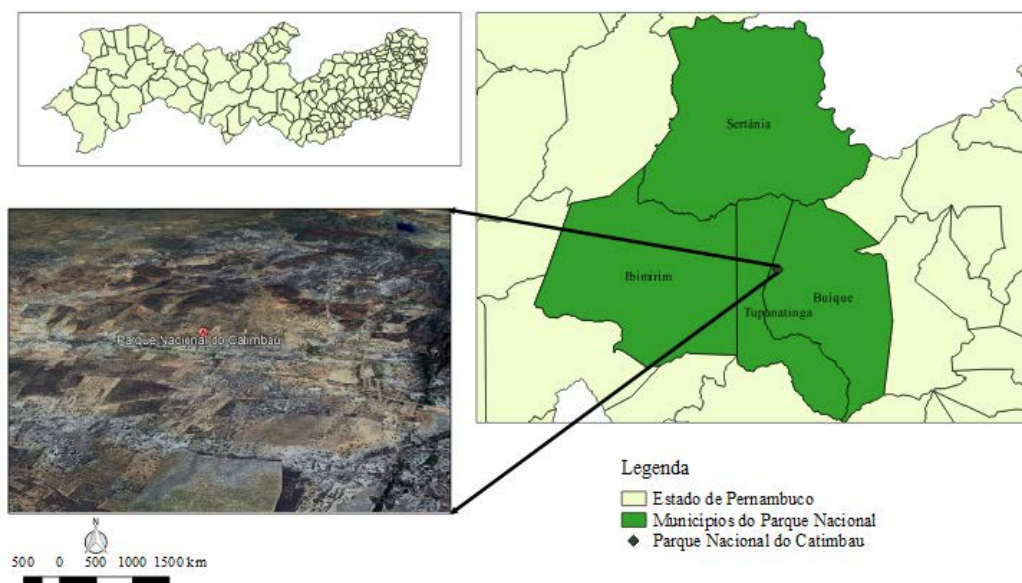 Sertânia
Ibimirim
Buíque
Tupanatinga
Parque Nacional do Catimbau
Legenda
Estado de Pernambuco
Municípios do Parque Nacional
Parque Nacional do Catimbau
N
500 0 500 1000 1500 km